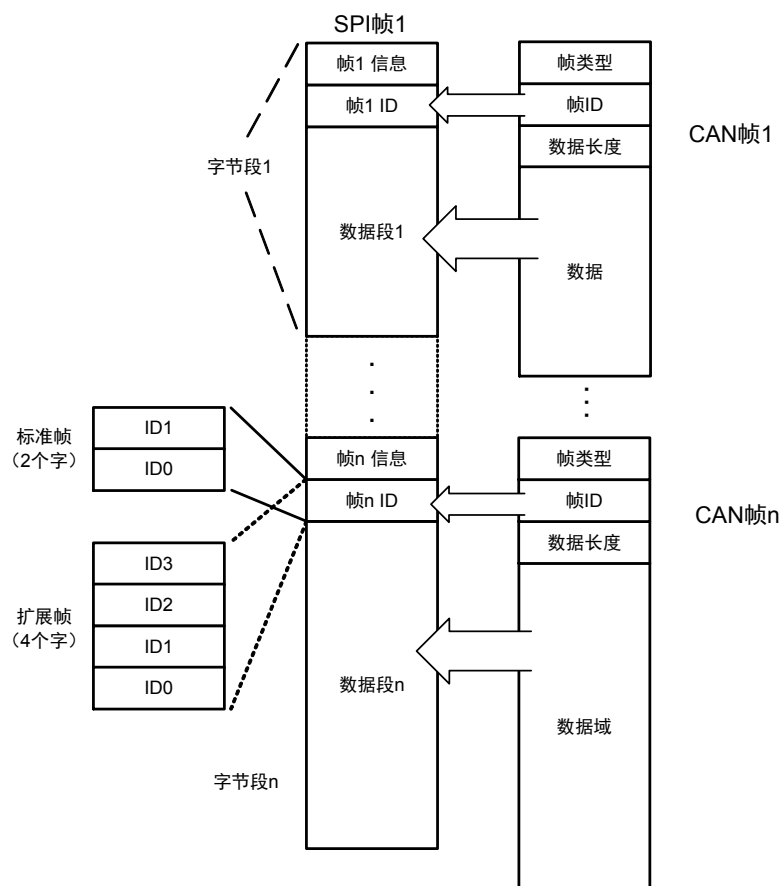 SPI帧1
帧1 信息
帧1 ID
字节段1
数据段1
帧类型
帧ID
数据长度
数据
CAN帧1
.
.
.
⋮
标准帧
（2个字）
ID1
ID0
扩展帧
（4个字）
ID3
ID2
ID1
ID0
帧n 信息
帧n ID
数据段n
字节段n
帧类型
帧ID
数据长度
数据域
CAN帧n